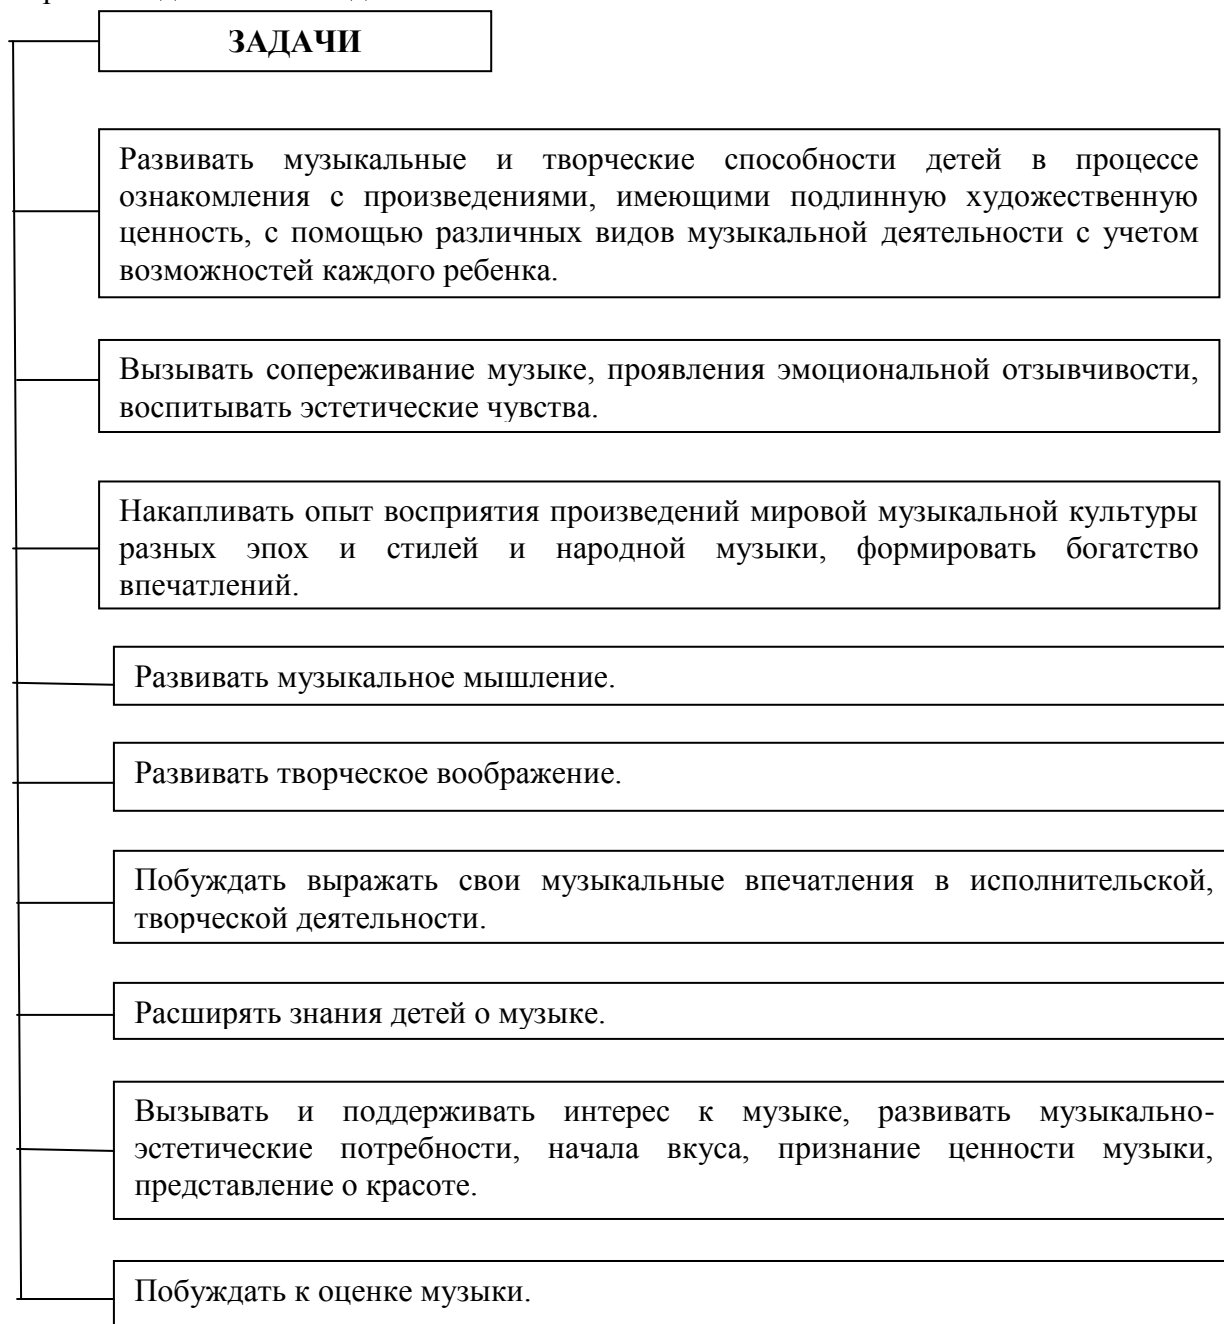 ЗАДАЧИ
Развивать музыкальные и творческие способности детей в процессе
ознакомления с произведениями, имеющими подлинную художественную
ценность, с помощью различных видов музыкальной деятельности с учетом
возможностей каждого ребенка.
Вызывать сопереживание музыке, проявления эмоциональной отзывчивости,
воспитывать эстетические чувства.
Накапливать опыт восприятия произведений мировой музыкальной культуры
разных эпох и стилей и народной музыки, формировать богатство
впечатлений.
Развивать музыкальное мышление.
Развивать творческое воображение.
Побуждать выражать свои музыкальные впечатления в исполнительской,
творческой деятельности.
Расширять знания детей о музыке.
Вызывать и поддерживать интерес к музыке, развивать музыкально-
эстетические потребности, начала вкуса, признание ценности музыки,
представление о красоте.
Побуждать к оценке музыки.